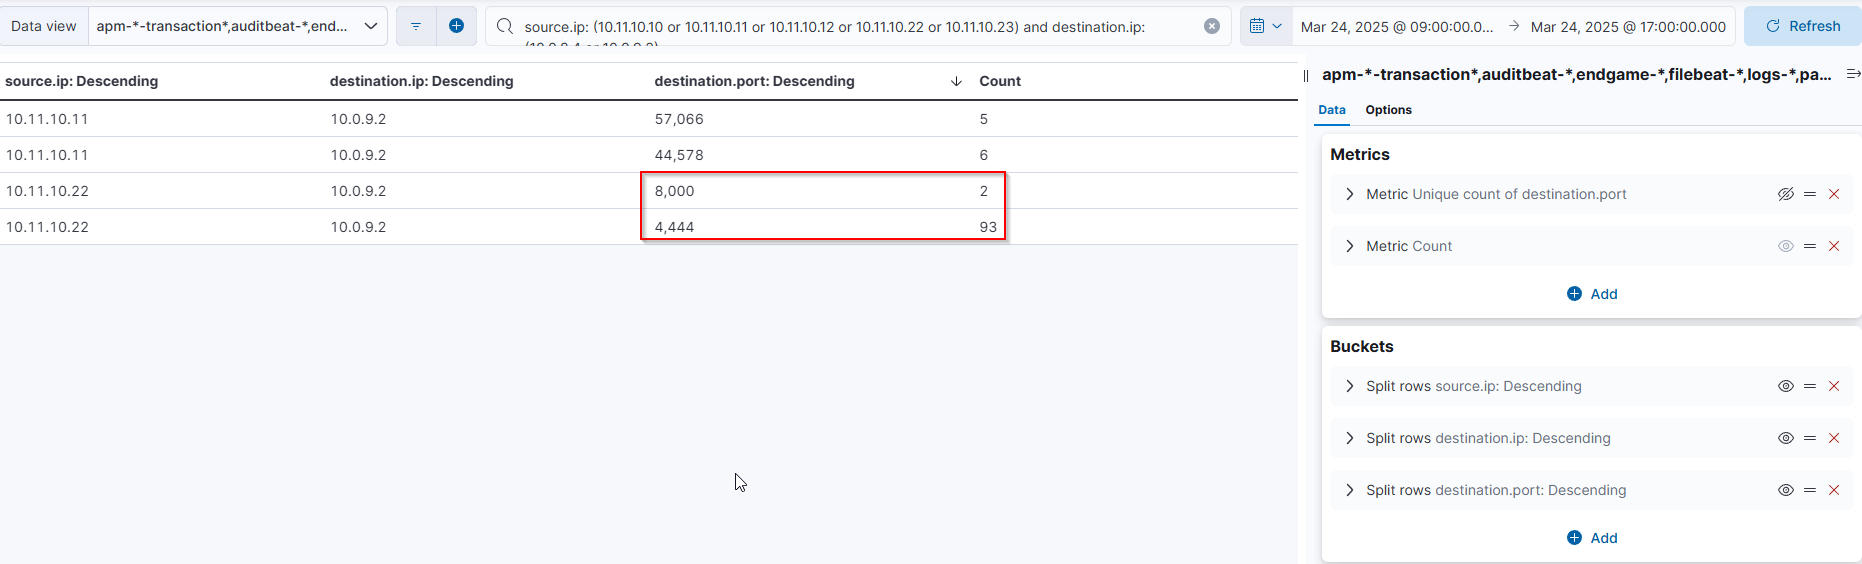 Data view apm-*-transaction*,auditbeat-*,end... source.ip: (10.11.10.10 or 10.11.10.11 or 10.11.10.12 or 10.11.10.22 or 10.11.10.23) and destination.ip: Mar 24, 2025 @ 09:00:00.0... → Mar 24, 2025 @ 17:00:00.000 Refresh
source.ip: Descending destination.ip: Descending destination.port: Descending Count
10.11.10.11 10.0.9.2 57,066 5
10.11.10.11 10.0.9.2 44,578 6
10.11.10.22 10.0.9.2 8,000 2
10.11.10.22 10.0.9.2 4,444 93
apm-*-transaction*,auditbeat-*,endgame-*,filebeat-*,logs-*,pa...
Data Options
Metrics
Metric Unique count of destination.port
Metric Count
Add
Buckets
Split rows source.ip: Descending
Split rows destination.ip: Descending
Split rows destination.port: Descending
Add